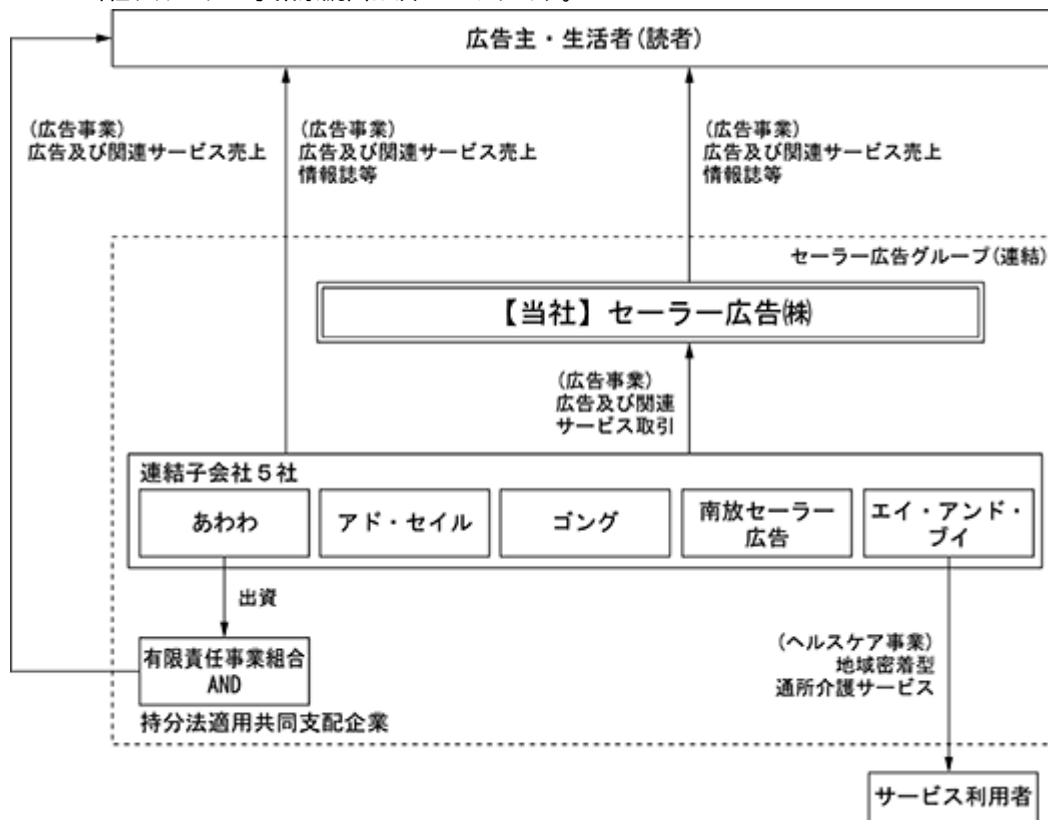 広告主・生活者(読者)
(広告事業)
広告及び関連サービス売上
(広告事業)
広告及び関連サービス売上
情報誌等
(広告事業)
広告及び関連サービス売上
情報誌等
セーラー広告グループ(連結)
【当社】セーラー広告㈱
(広告事業)
広告及び関連
サービス取引
連結子会社5社
あわわ
アド・セイル
ゴング
南放セーラー
広告
エイ・アンド・
ブイ
出資
有限責任事業組合
AND
持分法適用共同支配企業
(ヘルスケア事業)
地域密着型
通所介護サービス
サービス利用者